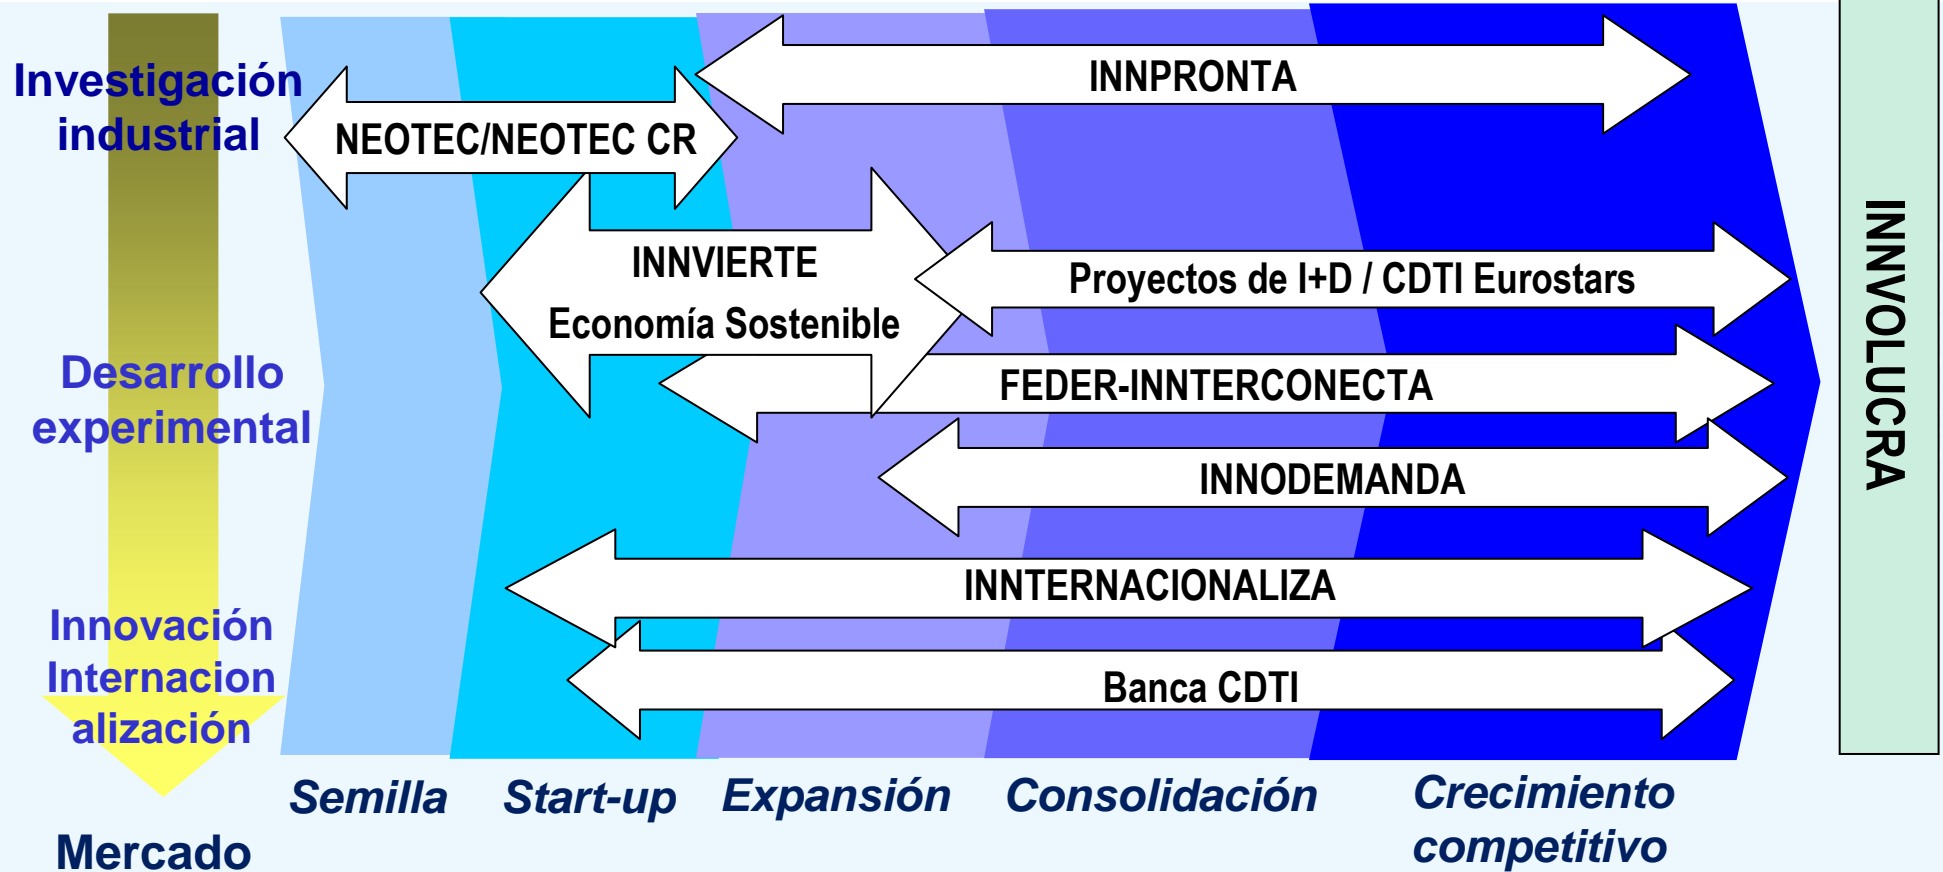 Investigación
industrial
Desarrollo
experimental
Innovación
Internacion
alización
Mercado
INNPRONTA
NEOTEC/NEOTEC CR
INNVIERTE
Economía Sostenible
Proyectos de I+D / CDTI Eurostars
FEDER-INNTERCONECTA
INNODEMANDA
INNTERNACIONALIZA
Banca CDTI
Semilla
Start-up
Expansión
Consolidación
Crecimiento
competitivo
INNVOLUCRA